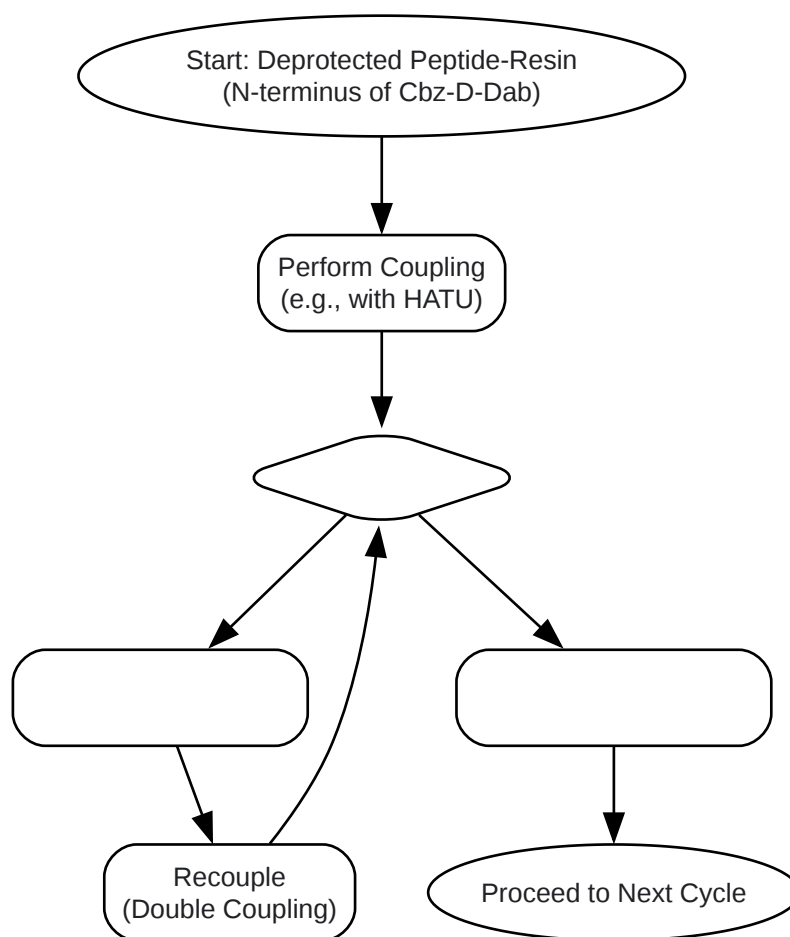 Start: Deprotected Peptide-Resin
(N-terminus of Cbz-D-Dab)
Perform Coupling
(e.g., with HATU)
Recouple
(Double Coupling)
Proceed to Next Cycle